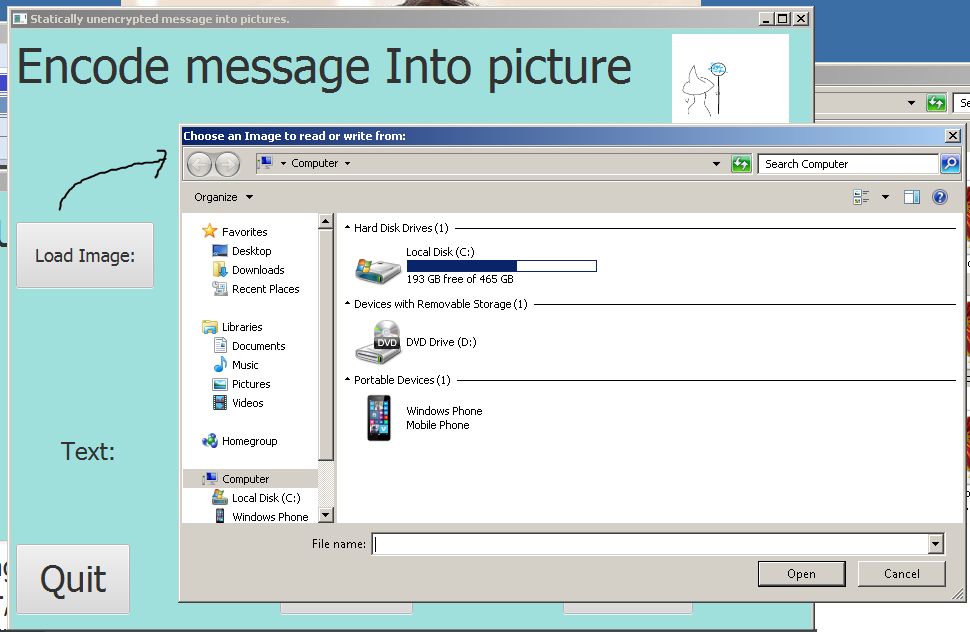 Statically unencrypted message into pictures.
Encode message Into picture
Se
Choose an Image to read or write from:
Computer
Search Computer
Organize
Load Image:
Favorites
Desktop
Downloads
Recent Places
Libraries
Documents
Music
Pictures
Videos
Homegroup
Computer
Local Disk (C:)
Windows Phone
Hard Disk Drives (1)
Local Disk (C:)
193 GB free of 465 GB
Devices with Removable Storage (1)
DVD
DVD Drive (D:)
Portable Devices (1)
Windows Phone
Mobile Phone
Text:
File name:
Open
Cancel
Quit